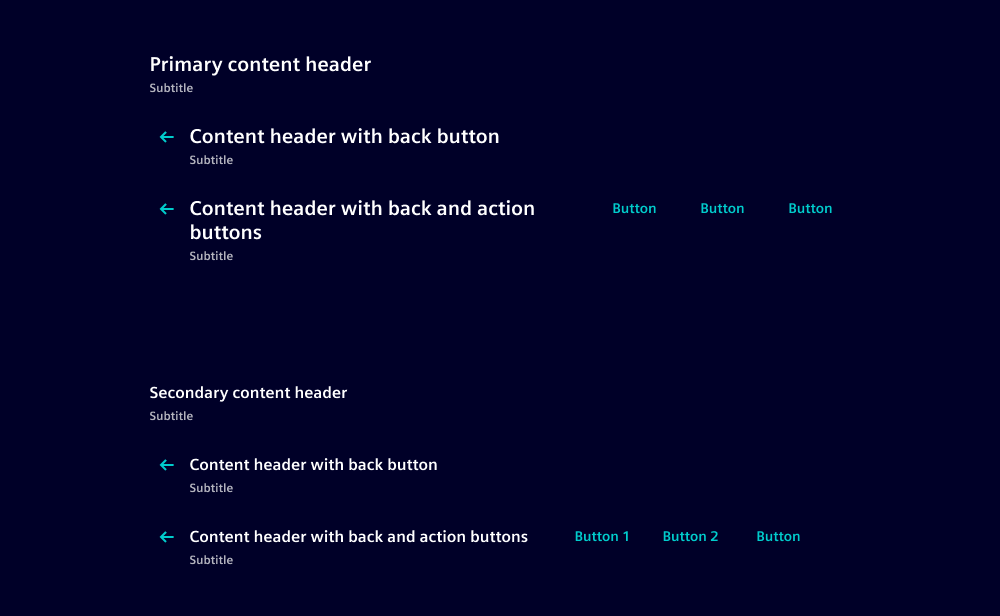 Primary content header
Subtitle
Content header with back button
Subtitle
Content header with back and action Button Button Button
buttons
Subtitle
Secondary content header
Subtitle
Content header with back button
Subtitle
Content header with back and action buttons Button 1 Button 2 Button
Subtitle